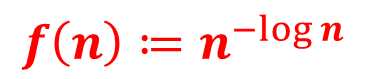 f(n) ≔ n^{-log n}